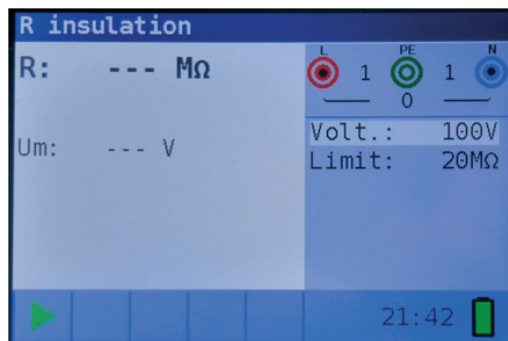 R insulation
R: --- MΩ
L PE N
1 1
0
Um: --- V
Volt.: 100V
Limit: 20MΩ
21:42